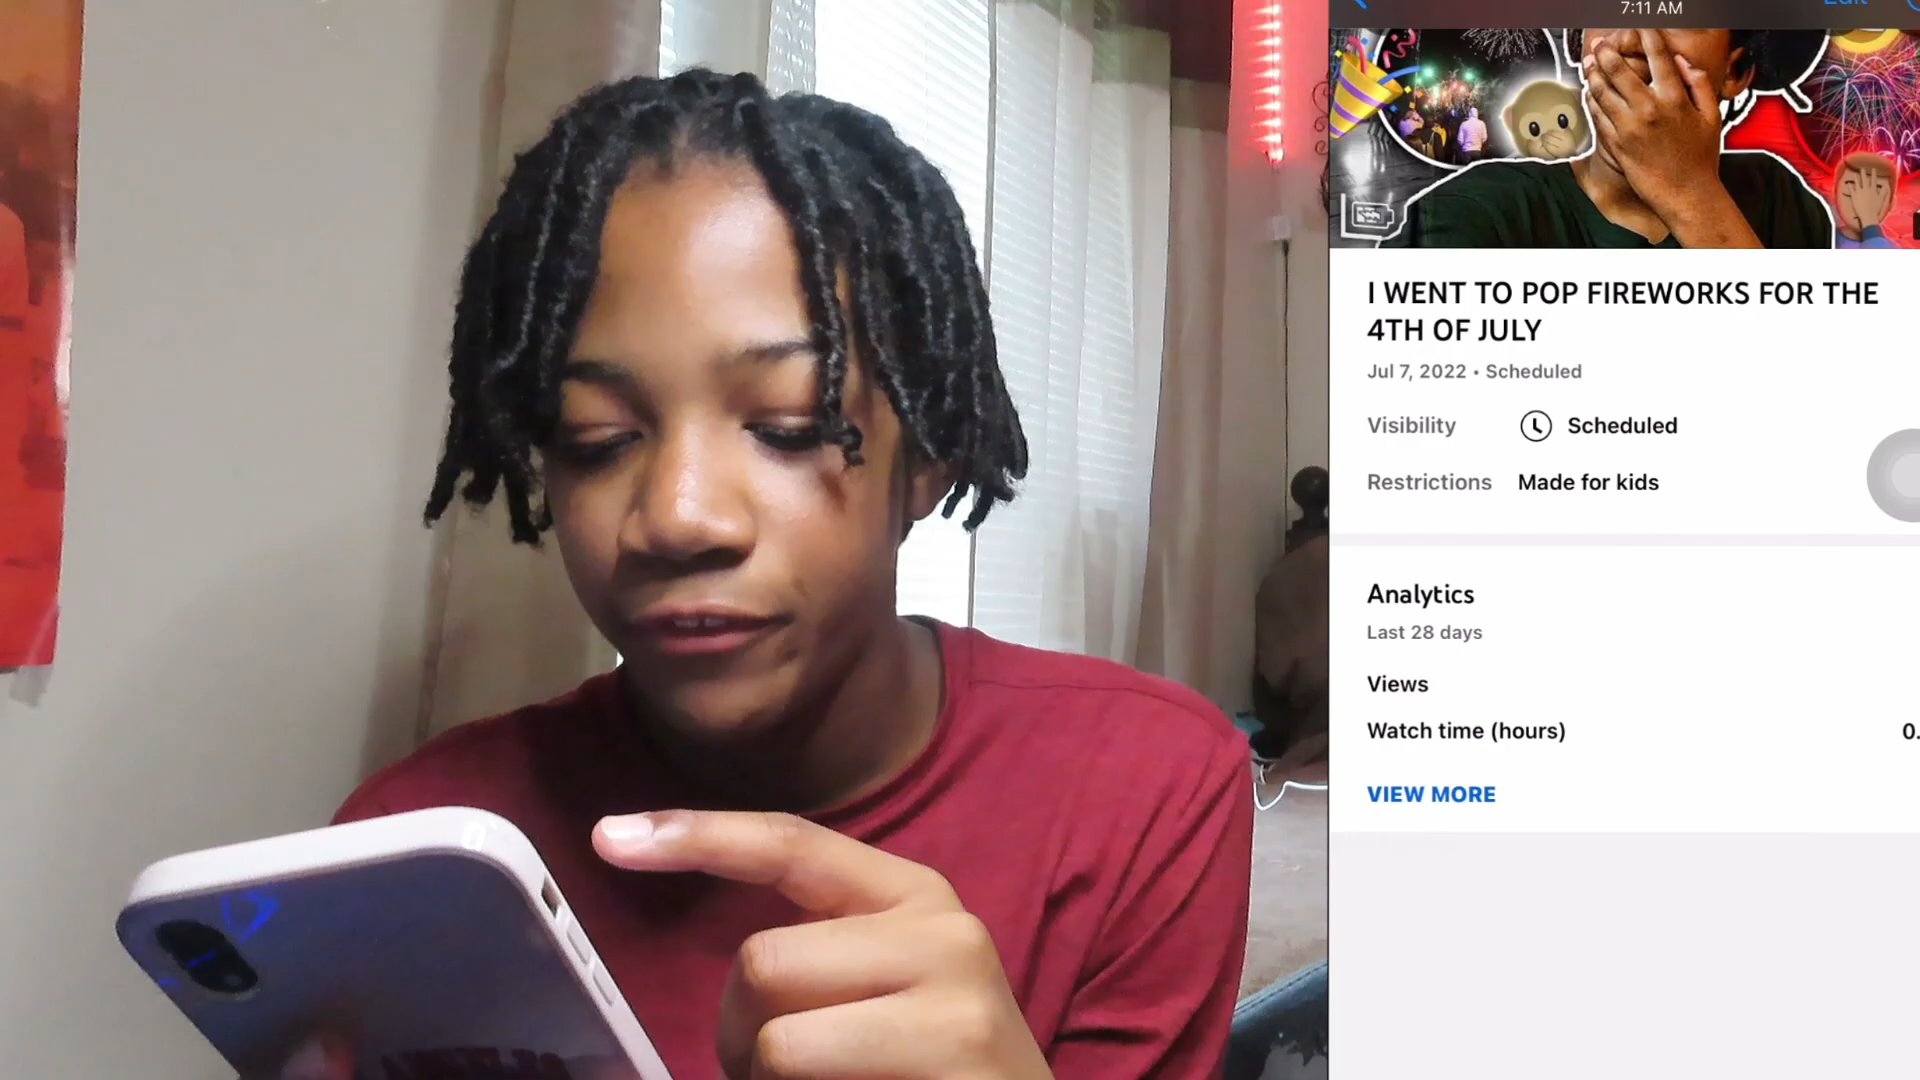 7:11 AM
I WENT TO POP FIREWORKS FOR THE
4TH OF JULY
Jul 7, 2022 • Scheduled
Visibility Scheduled
Restrictions Made for kids
Analytics
Last 28 days
Views
Watch time (hours) 0.
VIEW MORE